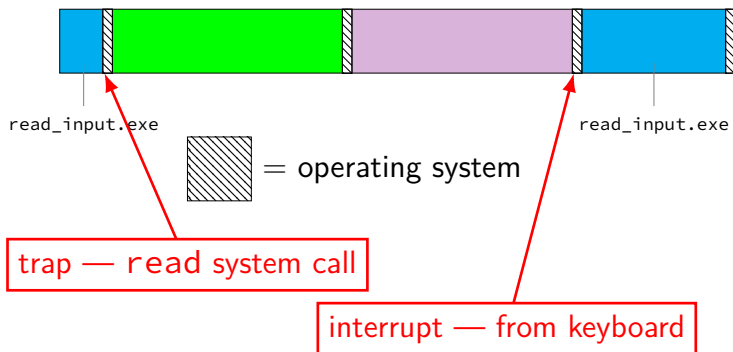 read_input.exe
read_input.exe
= operating system
trap — read system call
interrupt — from keyboard